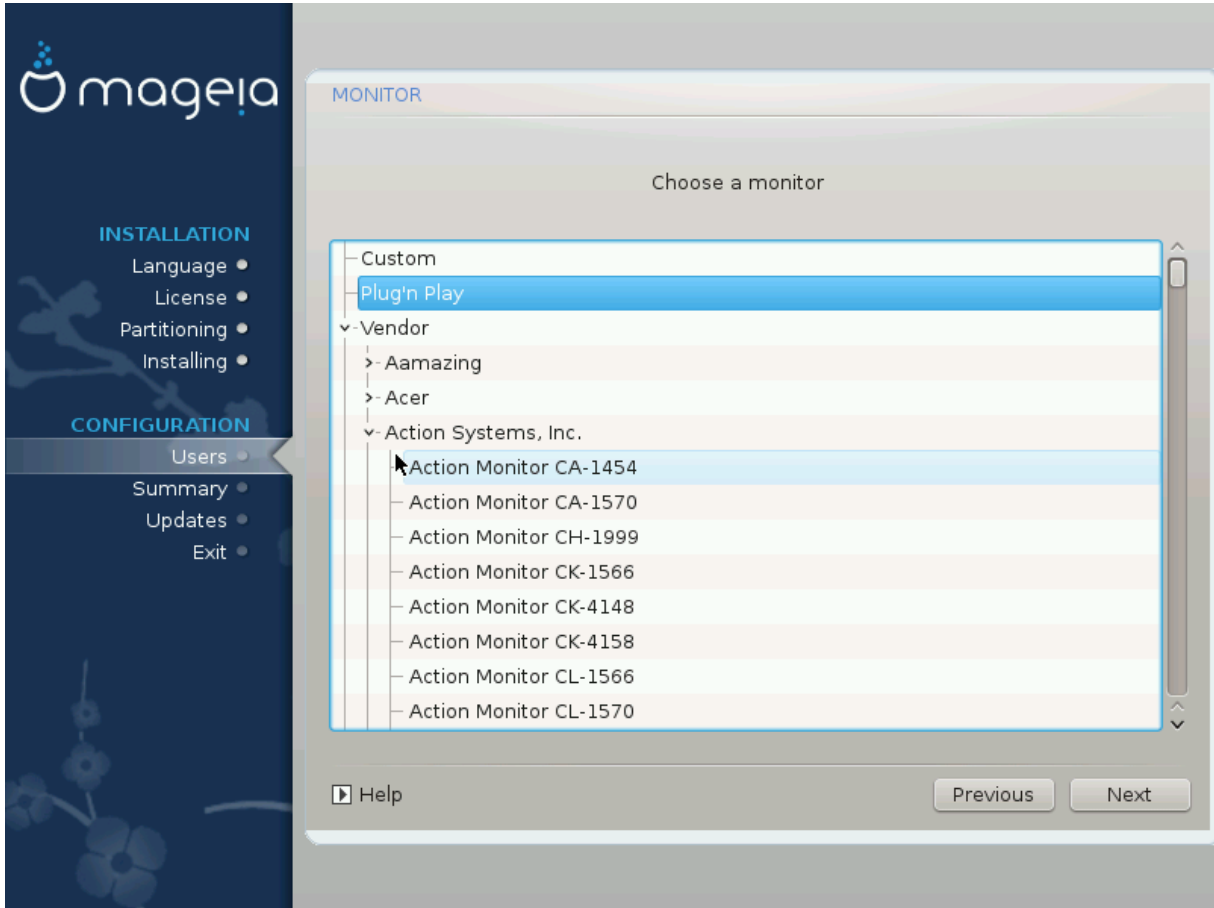 mageia
INSTALLATION
Language
License
Partitioning
Installing
CONFIGURATION
Users
Summary
Updates
Exit
MONITOR
Choose a monitor
Custom
Plug'n Play
Vendor
Aamazing
Acer
Action Systems, Inc.
Action Monitor CA-1454
Action Monitor CA-1570
Action Monitor CH-1999
Action Monitor CK-1566
Action Monitor CK-4148
Action Monitor CK-4158
Action Monitor CL-1566
Action Monitor CL-1570
Help
Previous
Next